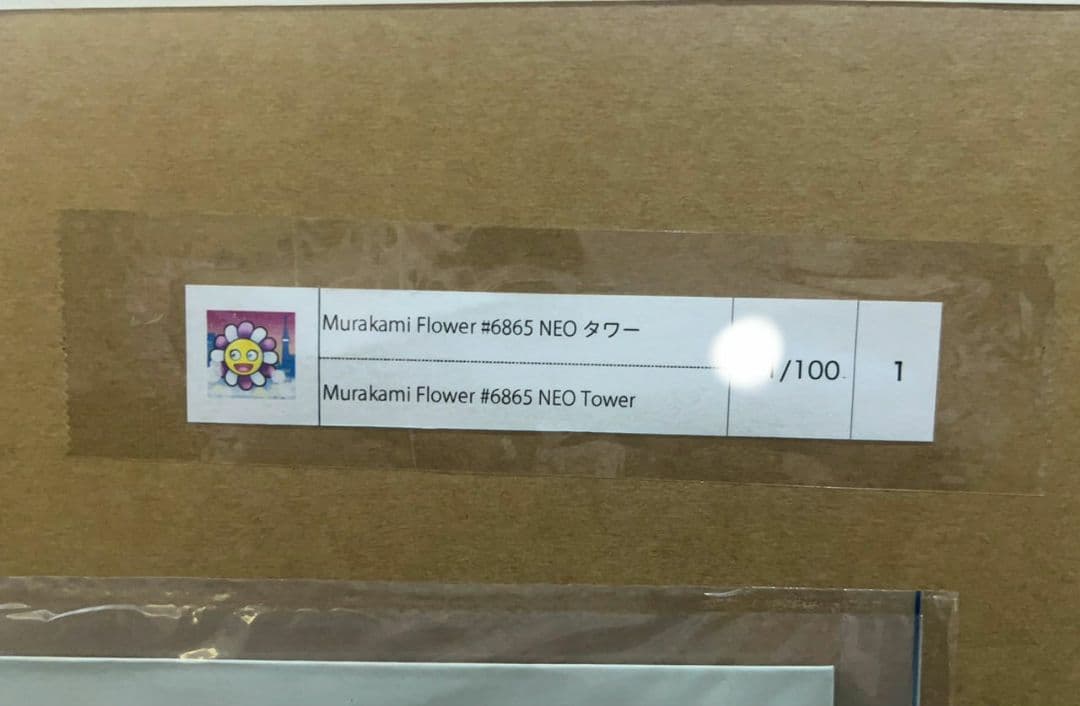 Murakami Flower #6865 NEO タワー
Murakami Flower #6865 NEO Tower
/100
1